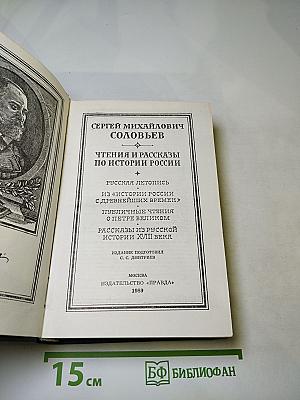 СЕРГЕЙ МИХАЙЛОВИЧ
СОЛОВЬЕВ
ЧТЕНИЯ И РАССКАЗЫ
ПО ИСТОРИИ РОССИИ
РУССКАЯ ЛЕТОПИСЬ
ИЗ «ИСТОРИИ РОССИИ
С ДРЕВНЕЙШИХ ВРЕМЕН»
ПУБЛИЧНЫЕ ЧТЕНИЯ
О ПЕТРЕ ВЕЛИКОМ
РАССКАЗЫ ИЗ РУССКОЙ
ИСТОРИИ XVIII ВЕКА
ИЗДАНИЕ ПОДГОТОВИЛ
С. С. ДМИТРИЕВ
МОСКВА
ИЗДАТЕЛЬСТВО «ПРАВДА»
1989
15 см
БФ БИБЛИОФАН